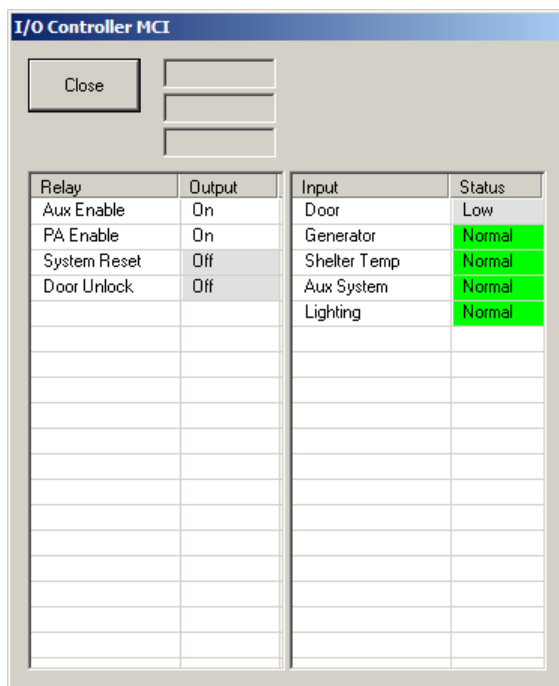 I/O Controller MCI
Close
Relay Output
Aux Enable On
PA Enable On
System Reset Off
Door Unlock Off
Input Status
Door Low
Generator Normal
Shelter Temp Normal
Aux System Normal
Lighting Normal